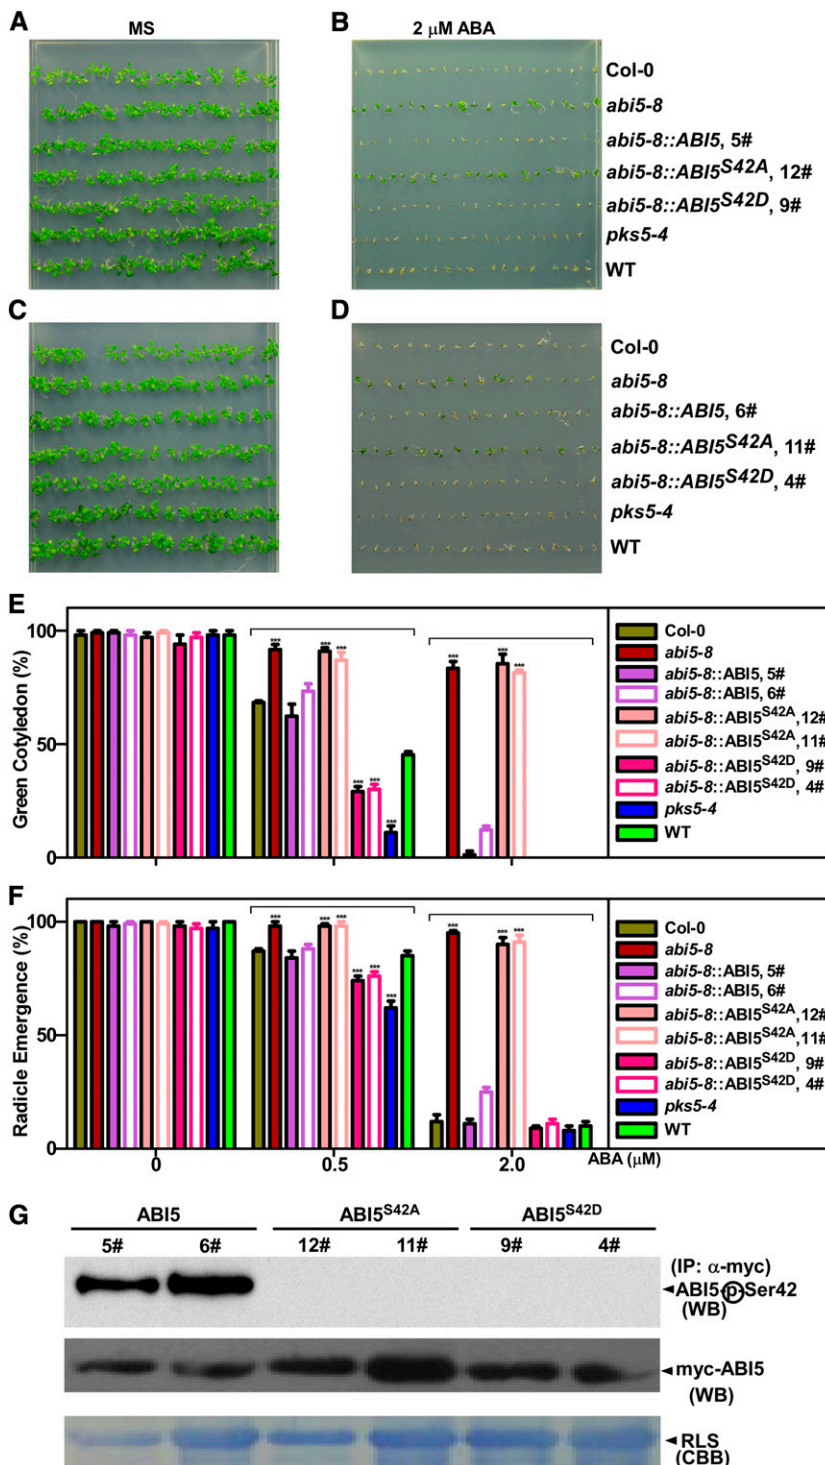 A
MS
B
2 μM ABA
Col-0
abi5-8
abi5-8::ABI5, 5#
abi5-8::ABI5S42A, 12#
abi5-8::ABI5S42D, 9#
pks5-4
WT
C
D
Col-0
abi5-8
abi5-8::ABI5, 6#
abi5-8::ABI5S42A, 11#
abi5-8::ABI5S42D, 4#
pks5-4
WT
E
Green Cotyledon (%)
100
50
0
*** *** *** *** *** ***
*** *** ***
Col-0
abi5-8
abi5-8::ABI5, 5#
abi5-8::ABI5, 6#
abi5-8::ABI5S42A,12#
abi5-8::ABI5S42A,11#
abi5-8::ABI5S42D, 9#
abi5-8::ABI5S42D, 4#
pks5-4
WT
F
Radicle Emergence (%)
100
50
0
*** *** *** *** *** ***
*** *** ***
Col-0
abi5-8
abi5-8::ABI5, 5#
abi5-8::ABI5, 6#
abi5-8::ABI5S42A,12#
abi5-8::ABI5S42A,11#
abi5-8::ABI5S42D, 9#
abi5-8::ABI5S42D, 4#
pks5-4
WT
0 0.5 2.0 ABA (μM)
G
ABI5 ABI5S42A ABI5S42D
5# 6# 12# 11# 9# 4#
(IP: α-myc)
ABI5-p-Ser42
(WB)
myc-ABI5
(WB)
RLS
(CBB)